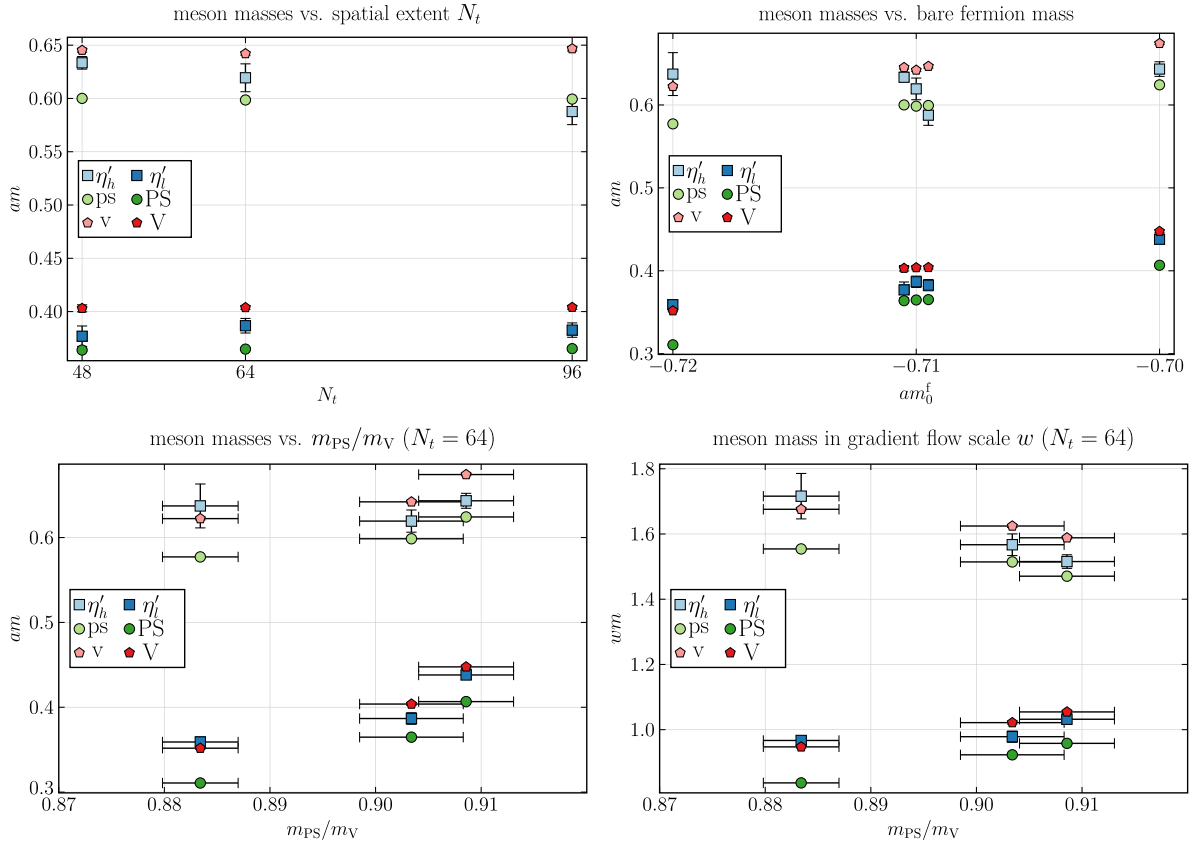 meson masses vs. spatial extent N_t
0.65
0.60
0.55
0.50
0.45
0.40
am
η′_h η′_l
ps PS
v V
48 64 96
N_t
meson masses vs. bare fermion mass
0.6
0.5
0.4
0.3
am
η′_h η′_l
ps PS
v V
−0.72 −0.71 −0.70
am_0^f
meson masses vs. m_PS/m_V (N_t = 64)
0.6
0.5
0.4
0.3
am
η′_h η′_l
ps PS
v V
0.87 0.88 0.89 0.90 0.91
m_PS/m_V
meson mass in gradient flow scale w (N_t = 64)
1.8
1.6
1.4
1.2
1.0
wm
η′_h η′_l
ps PS
v V
0.87 0.88 0.89 0.90 0.91
m_PS/m_V